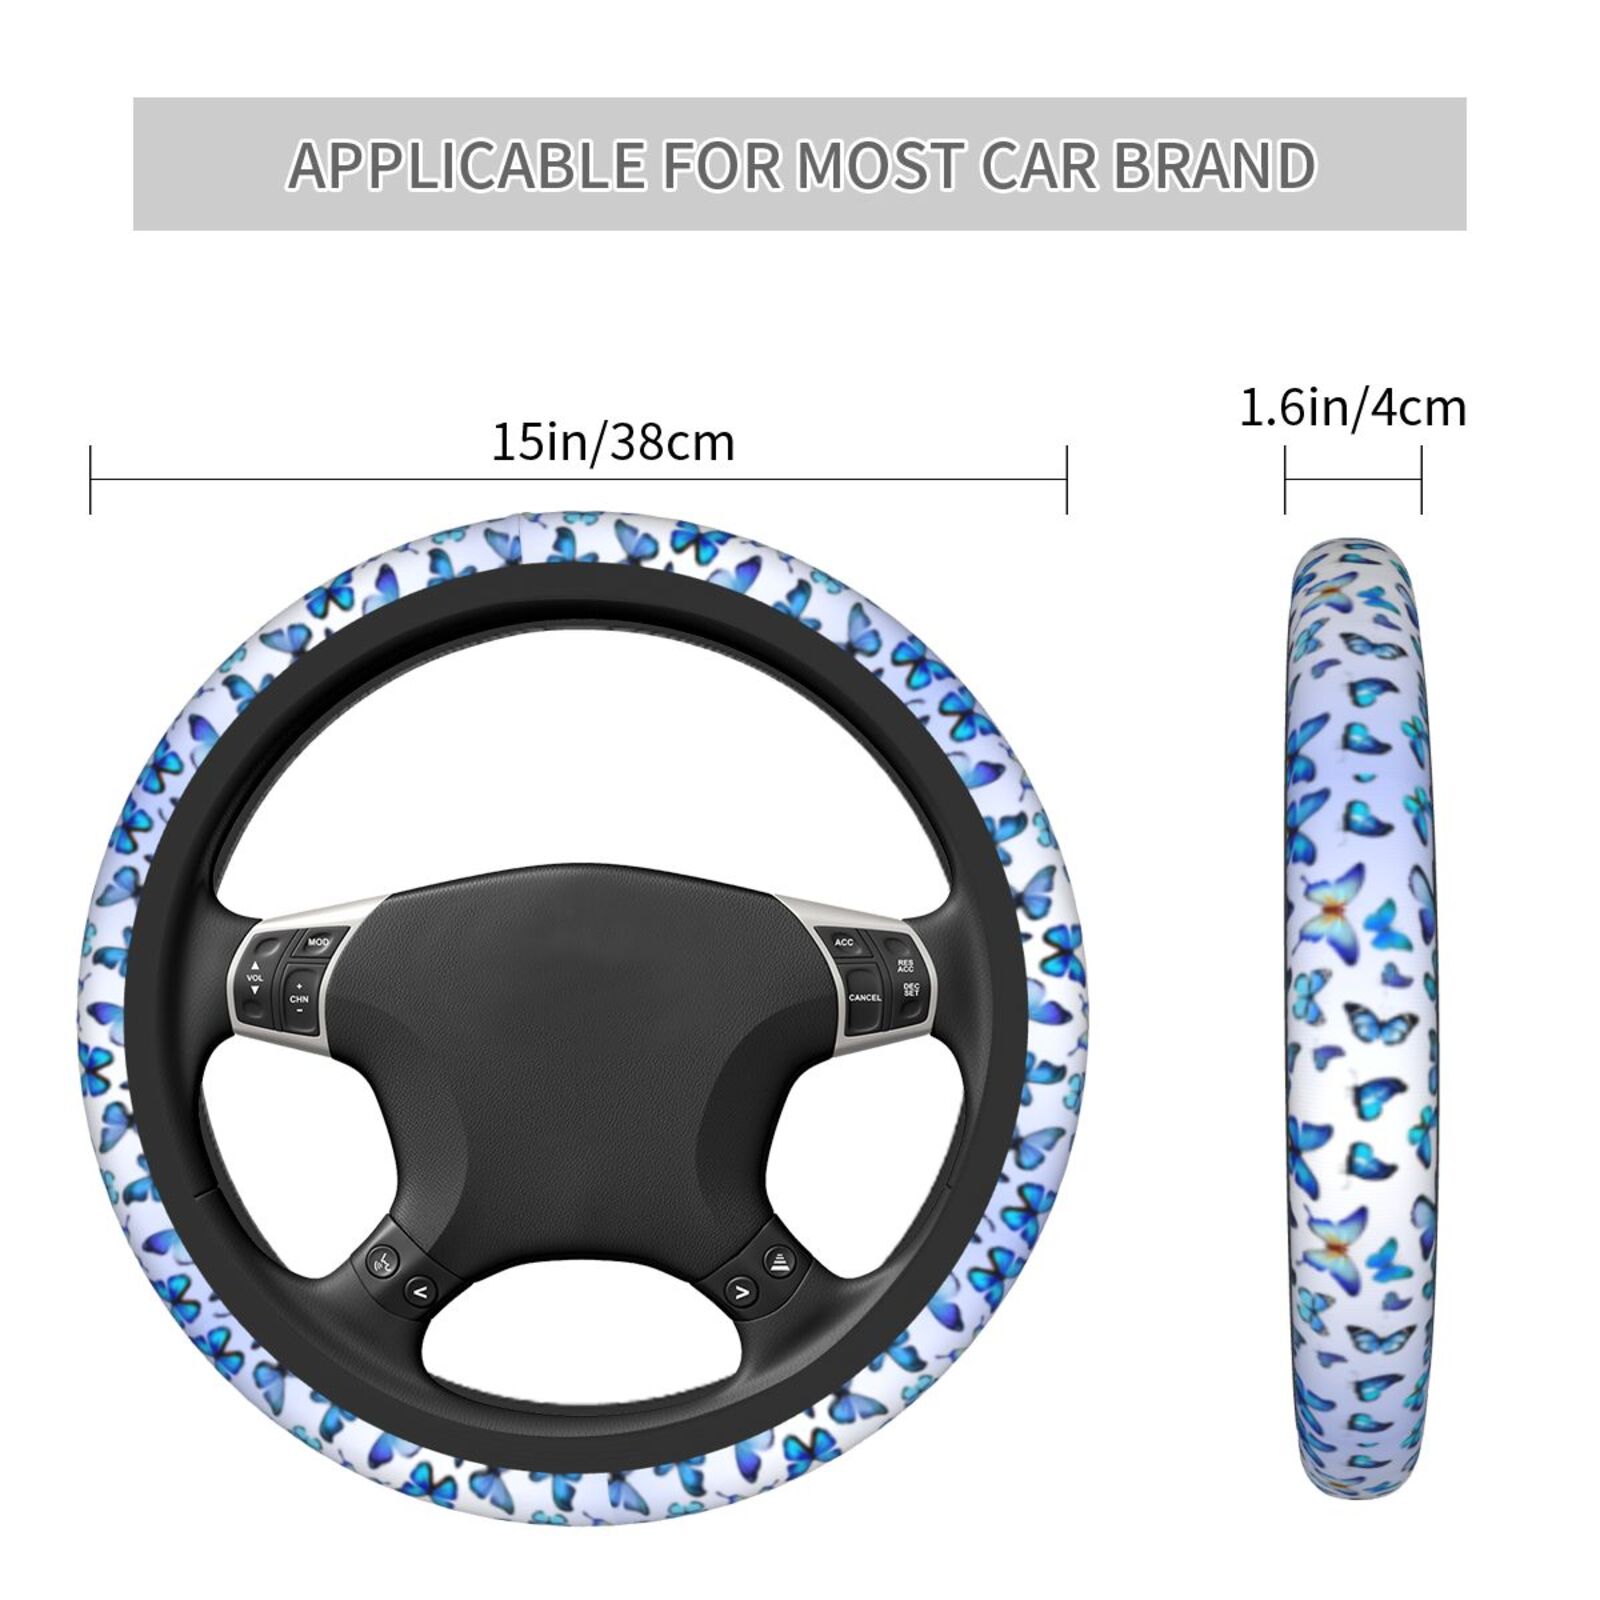 APPLICABLE FOR MOST CAR BRAND
1.6in/4cm
15in/38cm
MOD
VOL
+
CHN
-
ACC
RES
ACC
CANCEL
DEC
SET
<
>